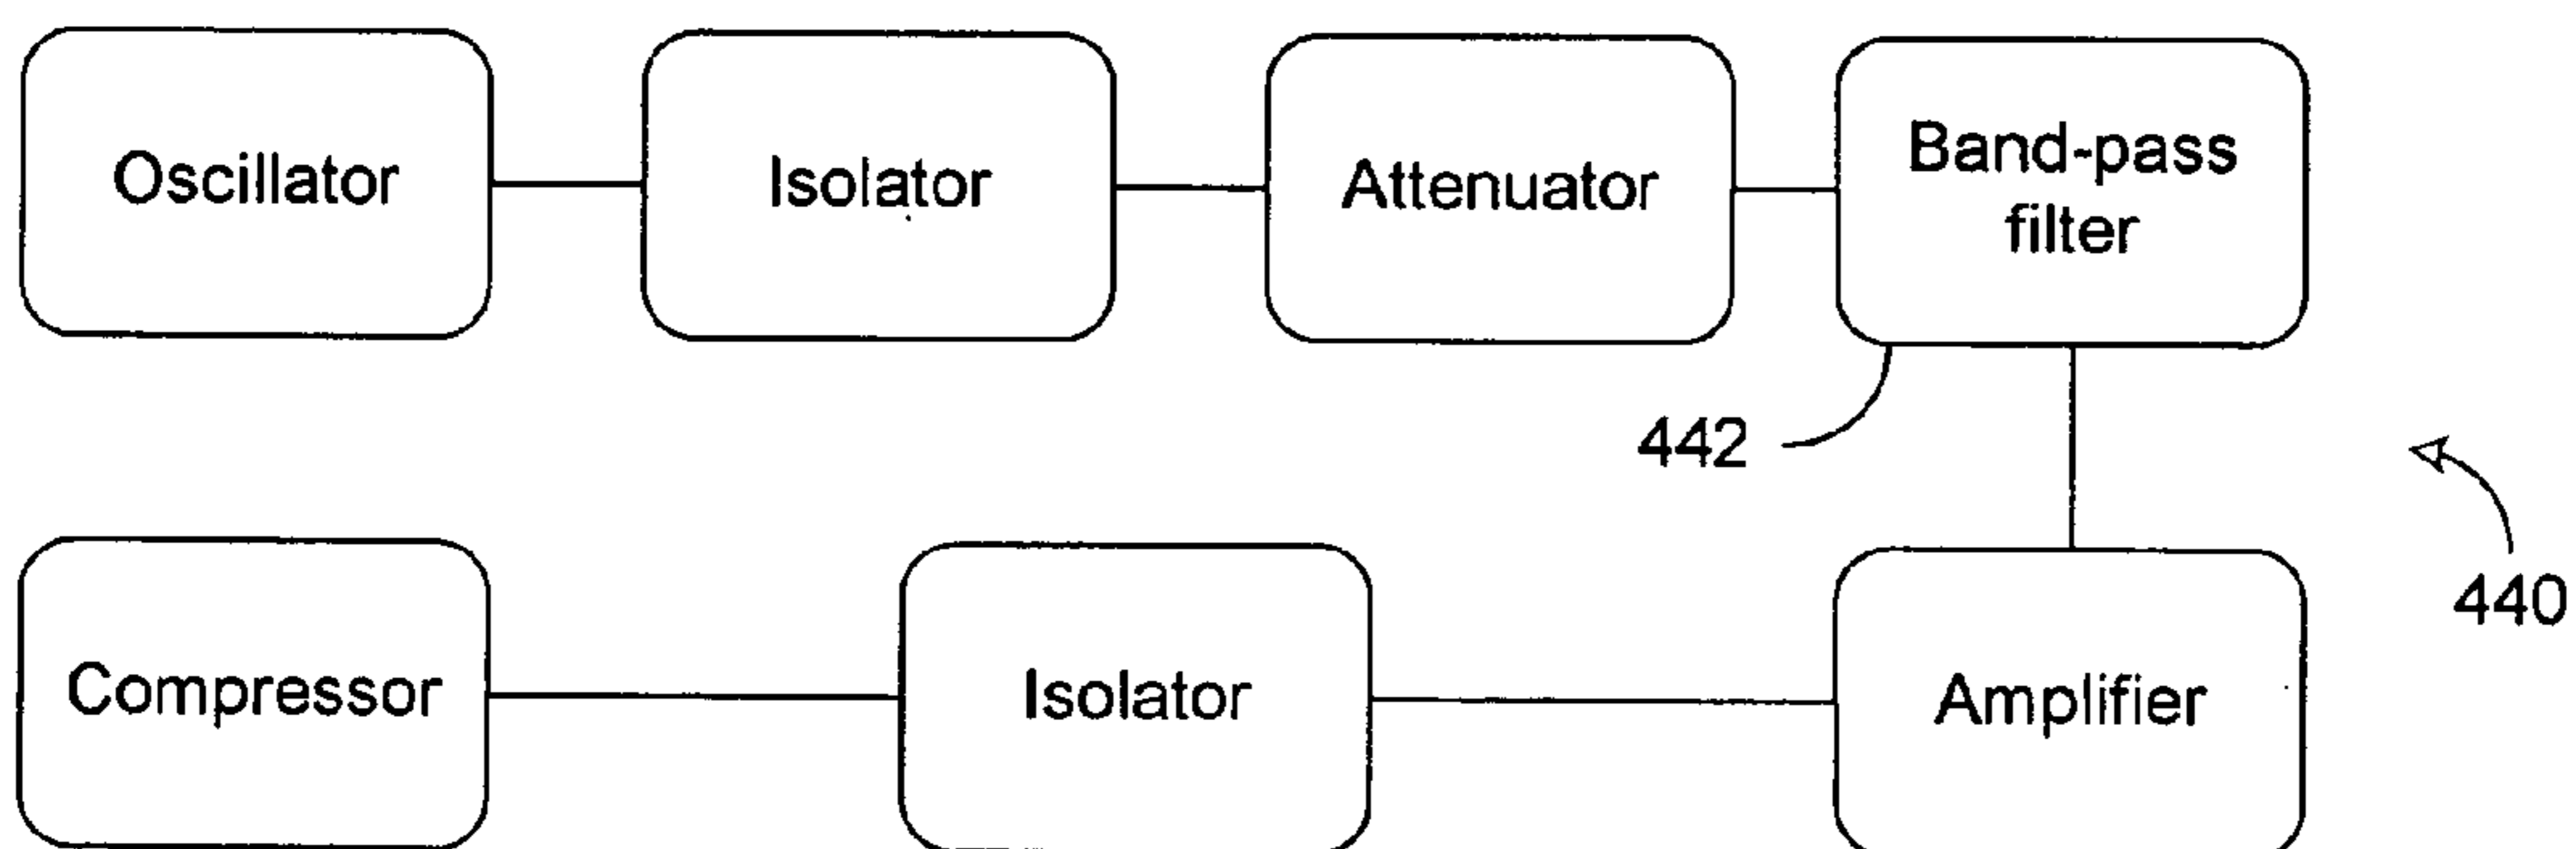 Oscillator
Isolator
Attenuator
Band-pass
filter
442
440
Compressor
Isolator
Amplifier